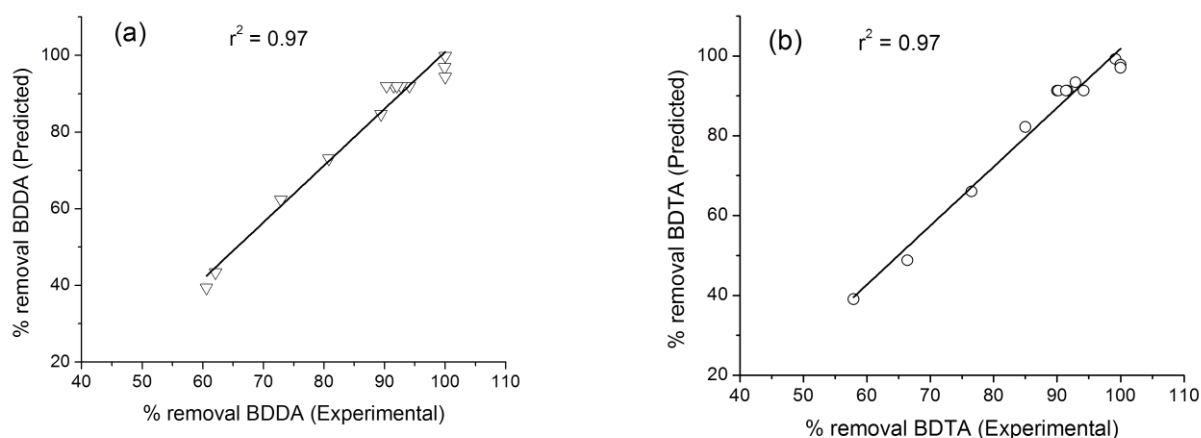 (a)
r² = 0.97
% removal BDDA (Predicted)
100
80
60
40
20
40 50 60 70 80 90 100 110
% removal BDDA (Experimental)
(b)
r² = 0.97
% removal BDTA (Predicted)
100
80
60
40
20
40 50 60 70 80 90 100 110
% removal BDTA (Experimental)